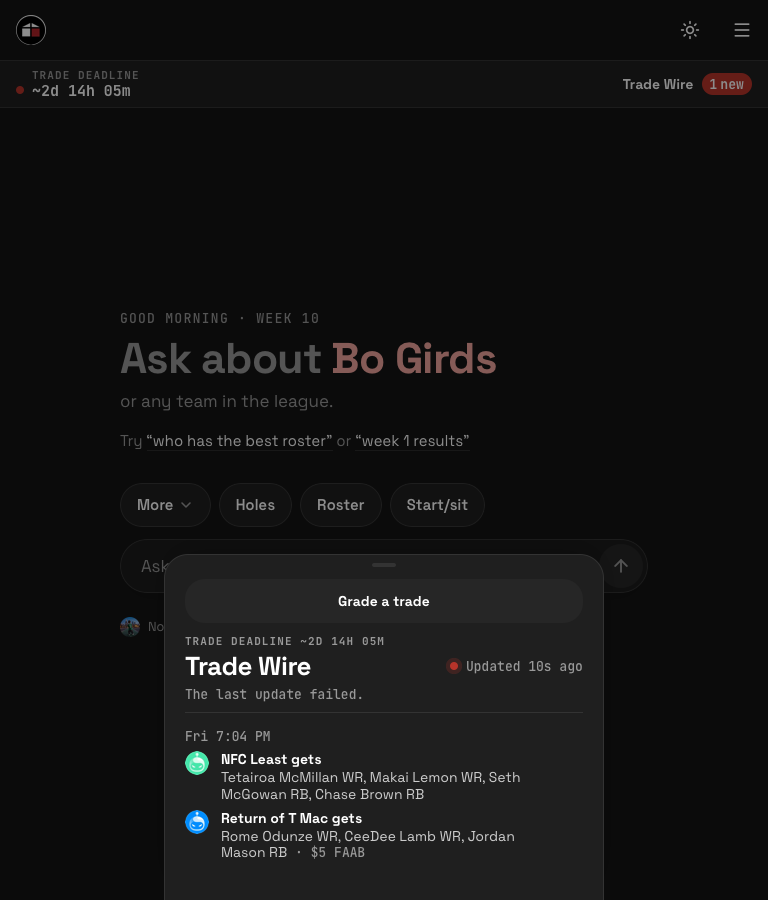 TRADE DEADLINE
~2d 14h 05m
Trade Wire
1 new
GOOD MORNING · WEEK 10
Ask about Bo Girds
or any team in the league.
Try “who has the best roster” or “week 1 results”
More
Holes
Roster
Start/sit
Ask
No
Grade a trade
TRADE DEADLINE ~2D 14H 05M
Trade Wire
Updated 10s ago
The last update failed.
Fri 7:04 PM
NFC Least gets
Tetairoa McMillan WR, Makai Lemon WR, Seth
McGowan RB, Chase Brown RB
Return of T Mac gets
Rome Odunze WR, CeeDee Lamb WR, Jordan
Mason RB · $5 FAAB